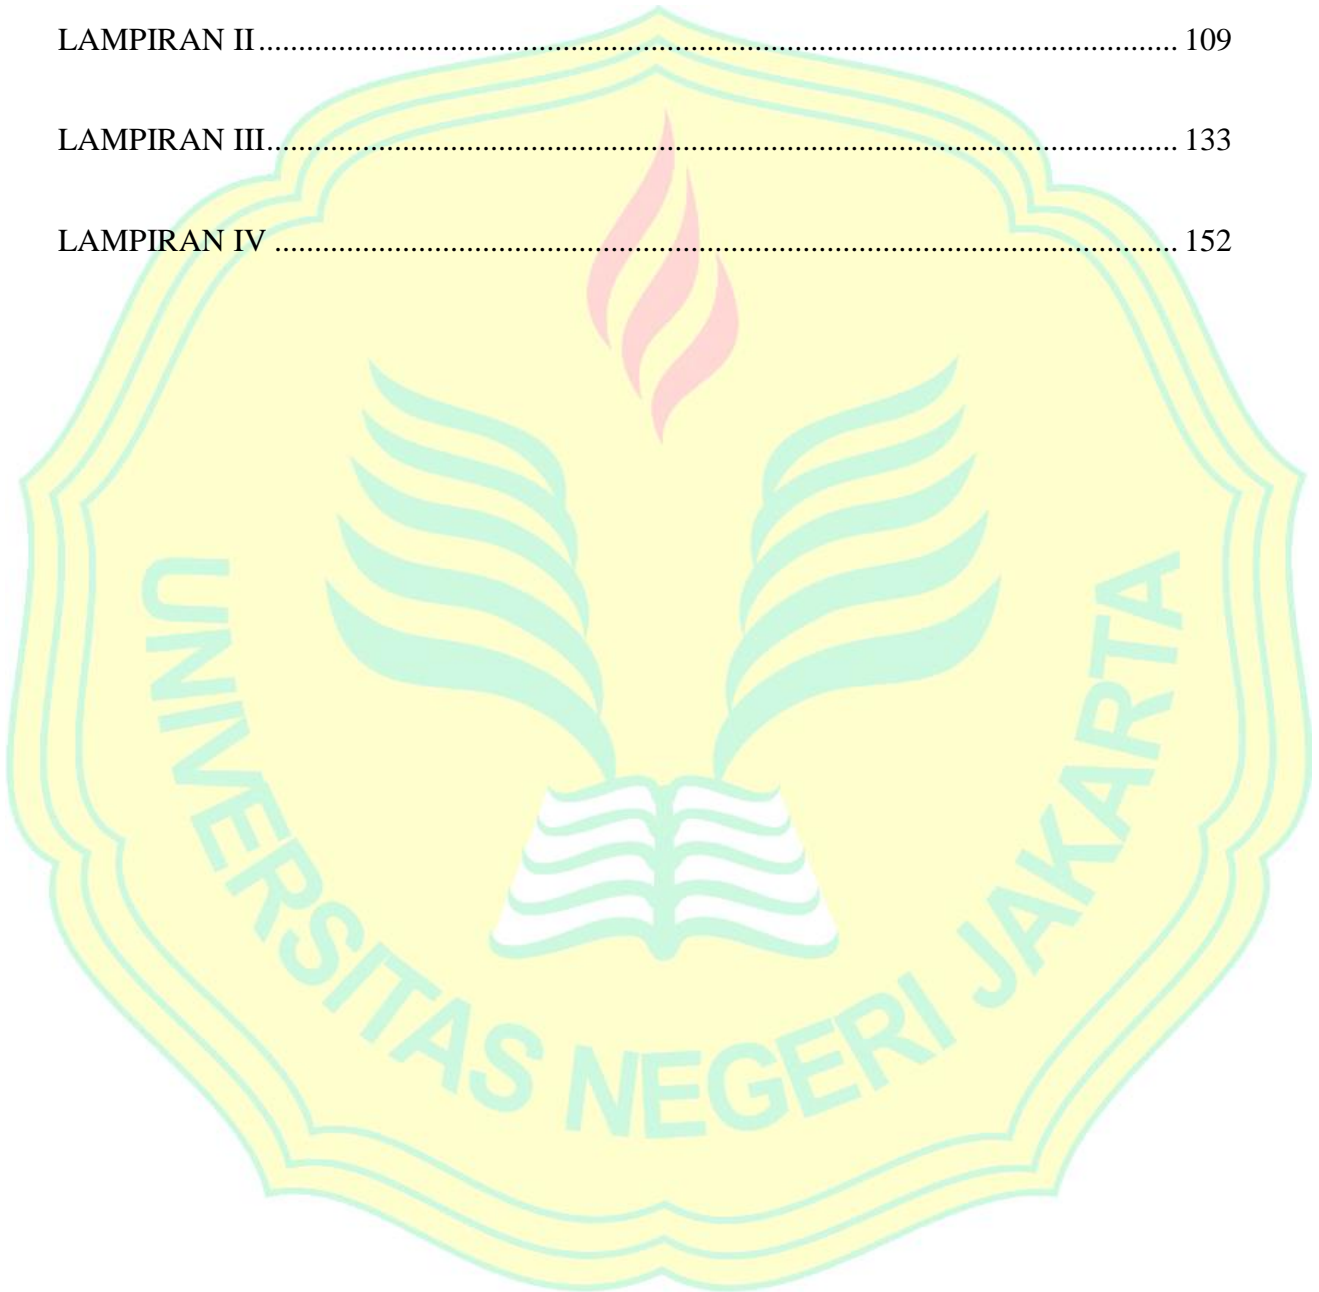 LAMPIRAN II........................................................................................................................ 109
LAMPIRAN III....................................................................................................................... 133
LAMPIRAN IV ...................................................................................................................... 152
UNIVERSITAS NEGERI JAKARTA